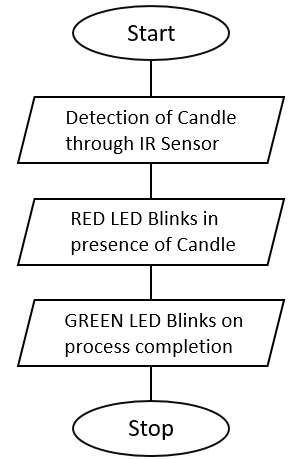 Start
Detection of Candle
through IR Sensor
RED LED Blinks in
presence of Candle
GREEN LED Blinks on
process completion
Stop